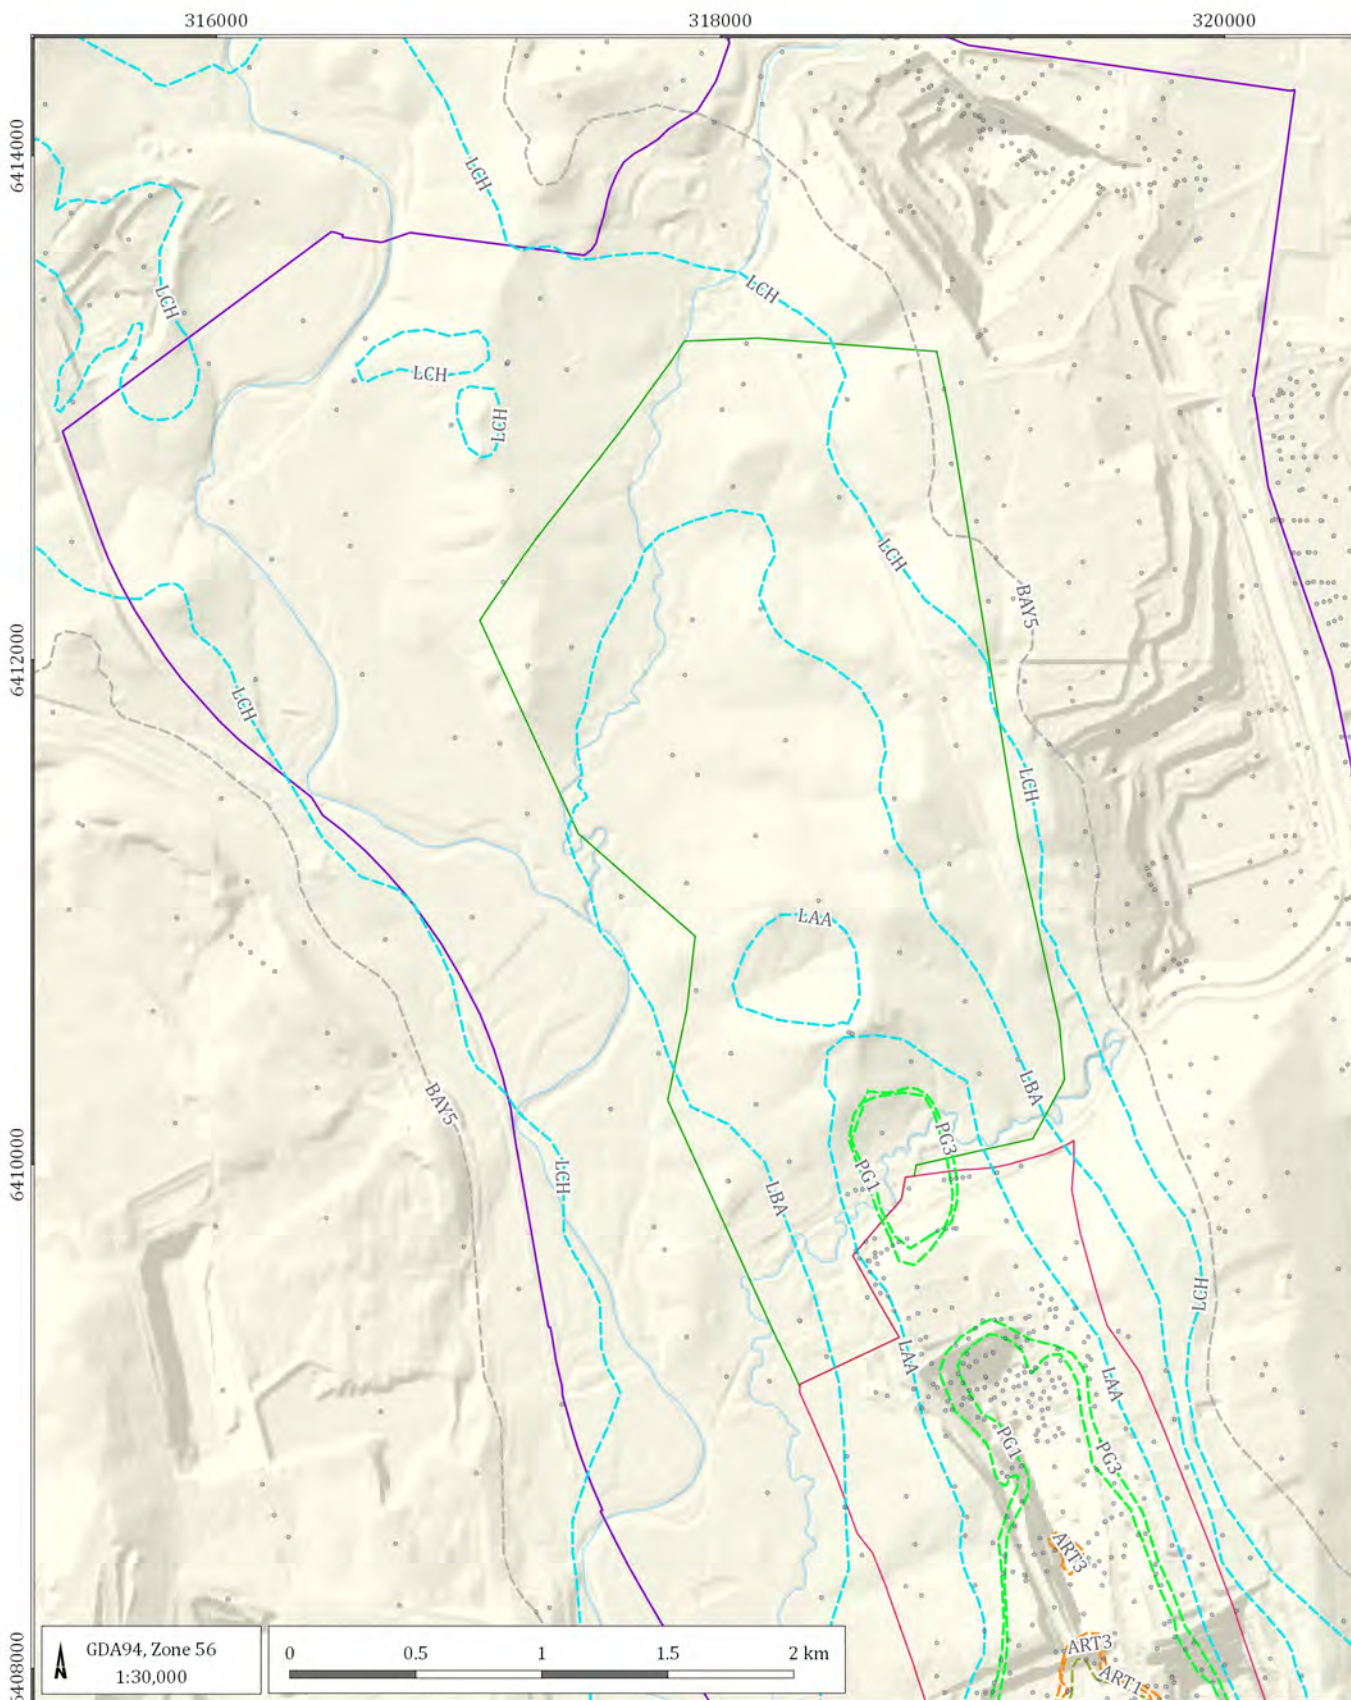 316000
318000
320000
6414000
LCH
LCH
LCH
LCH
LCH
LCH
BAY5
6412000
LCH
LCH
LAA
LBA
BAY5
PG3
6410000
PG1
LCH
LBA
LCH
LAA
LAA
PG1
PG3
ART3
ART3
ART1
6408000
GDA94, Zone 56
1:30,000
0 0.5 1 1.5 2 km